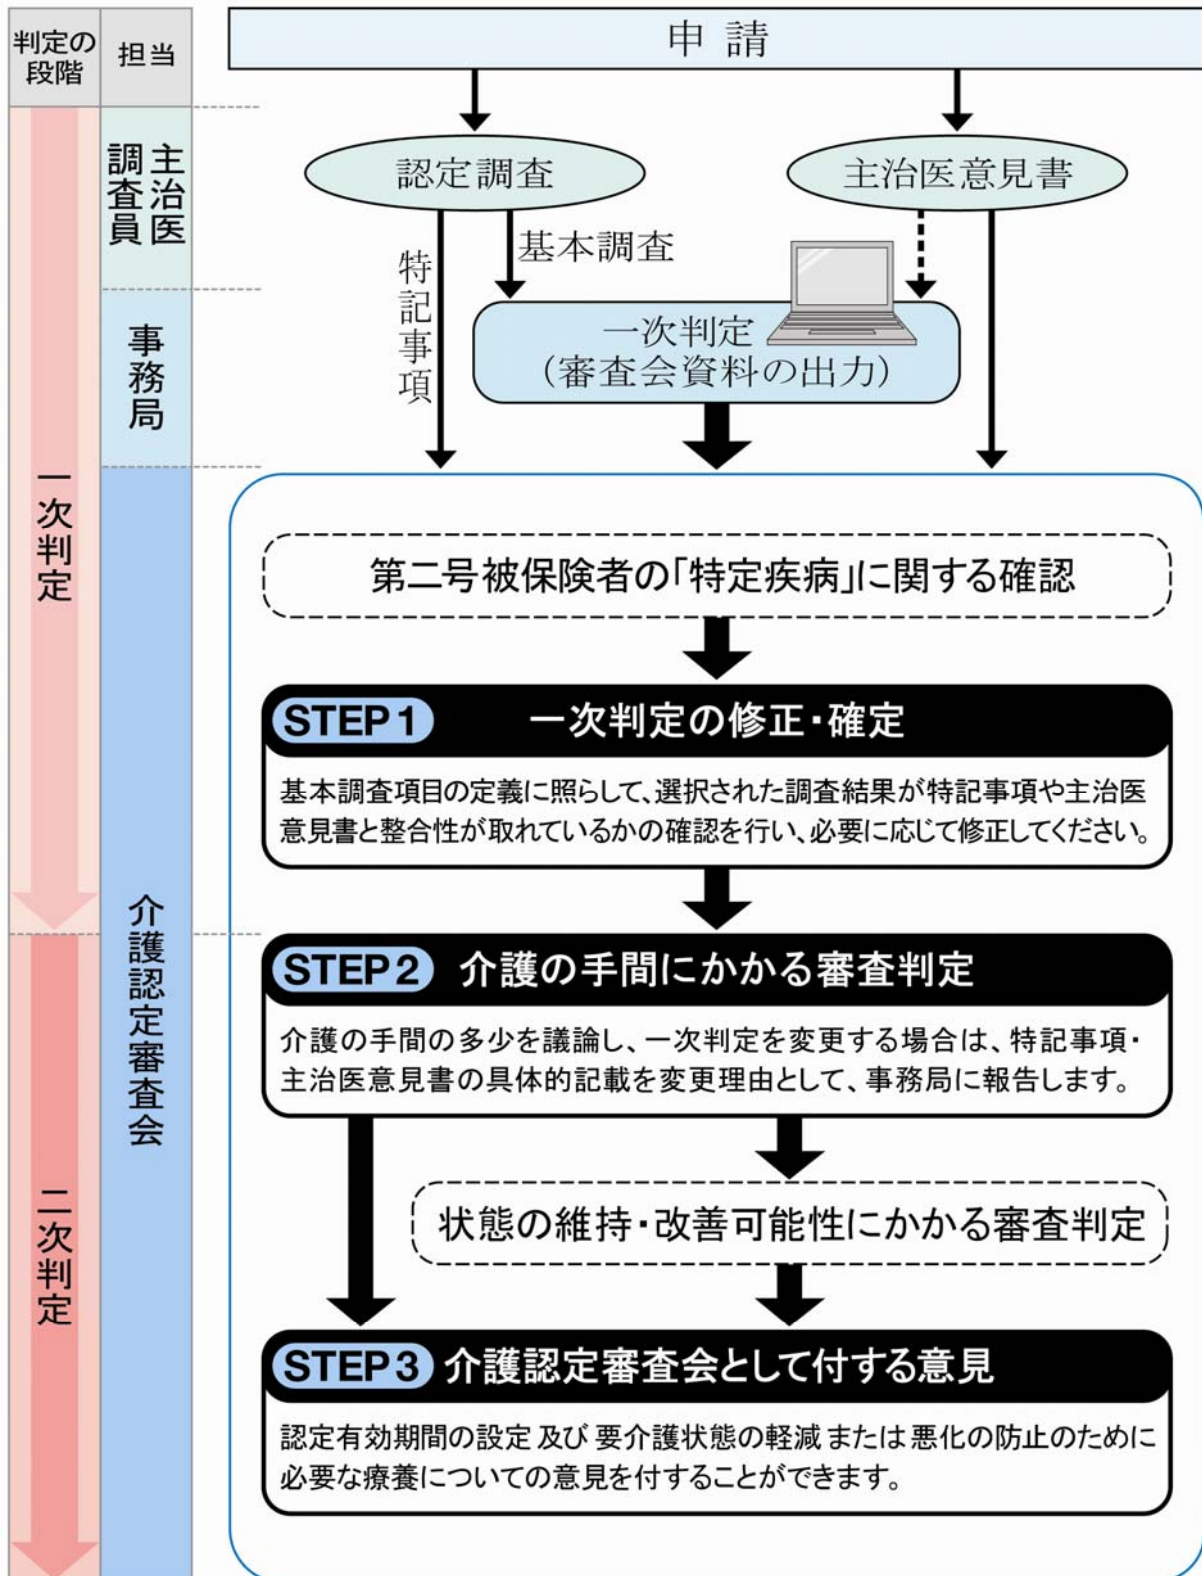 判定の
段階
担当
申 請
主治医
調査員
認定調査
主治医意見書
基本調査
特記事項
事務局
一次判定
(審査会資料の出力)
一次判定
第二号被保険者の「特定疾病」に関する確認
STEP 1 一次判定の修正・確定
基本調査項目の定義に照らして、選択された調査結果が特記事項や主治医
意見書と整合性が取れているかの確認を行い、必要に応じて修正してください。
介護認定審査会
STEP 2 介護の手間にかかる審査判定
介護の手間の多少を議論し、一次判定を変更する場合は、特記事項・
主治医意見書の具体的記載を変更理由として、事務局に報告します。
二次判定
状態の維持・改善可能性にかかる審査判定
STEP 3 介護認定審査会として付する意見
認定有効期間の設定 及び 要介護状態の軽減 または 悪化の防止のために
必要な療養についての意見を付することができます。